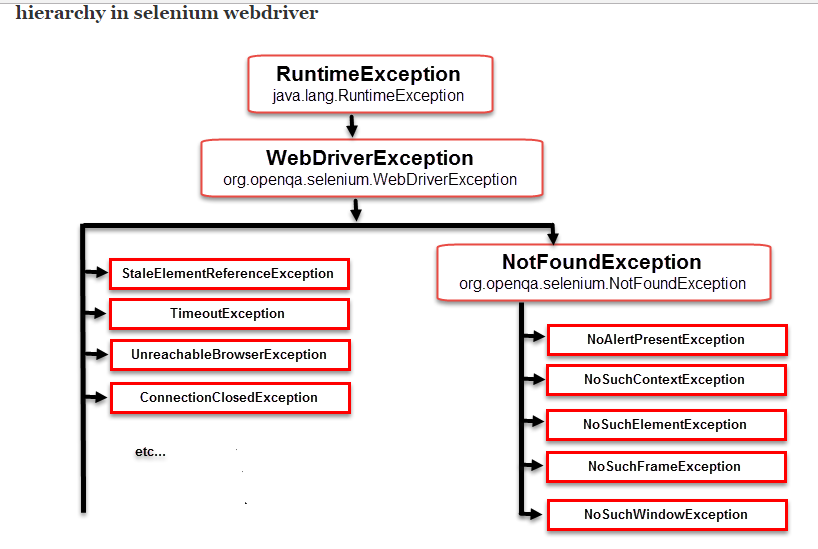 hierarchy in selenium webdriver
RuntimeException
java.lang.RuntimeException
WebDriverException
org.openqa.selenium.WebDriverException
StaleElementReferenceException
TimeoutException
UnreachableBrowserException
ConnectionClosedException
etc...
NotFoundException
org.openqa.selenium.NotFoundException
NoAlertPresentException
NoSuchContextException
NoSuchElementException
NoSuchFrameException
NoSuchWindowException